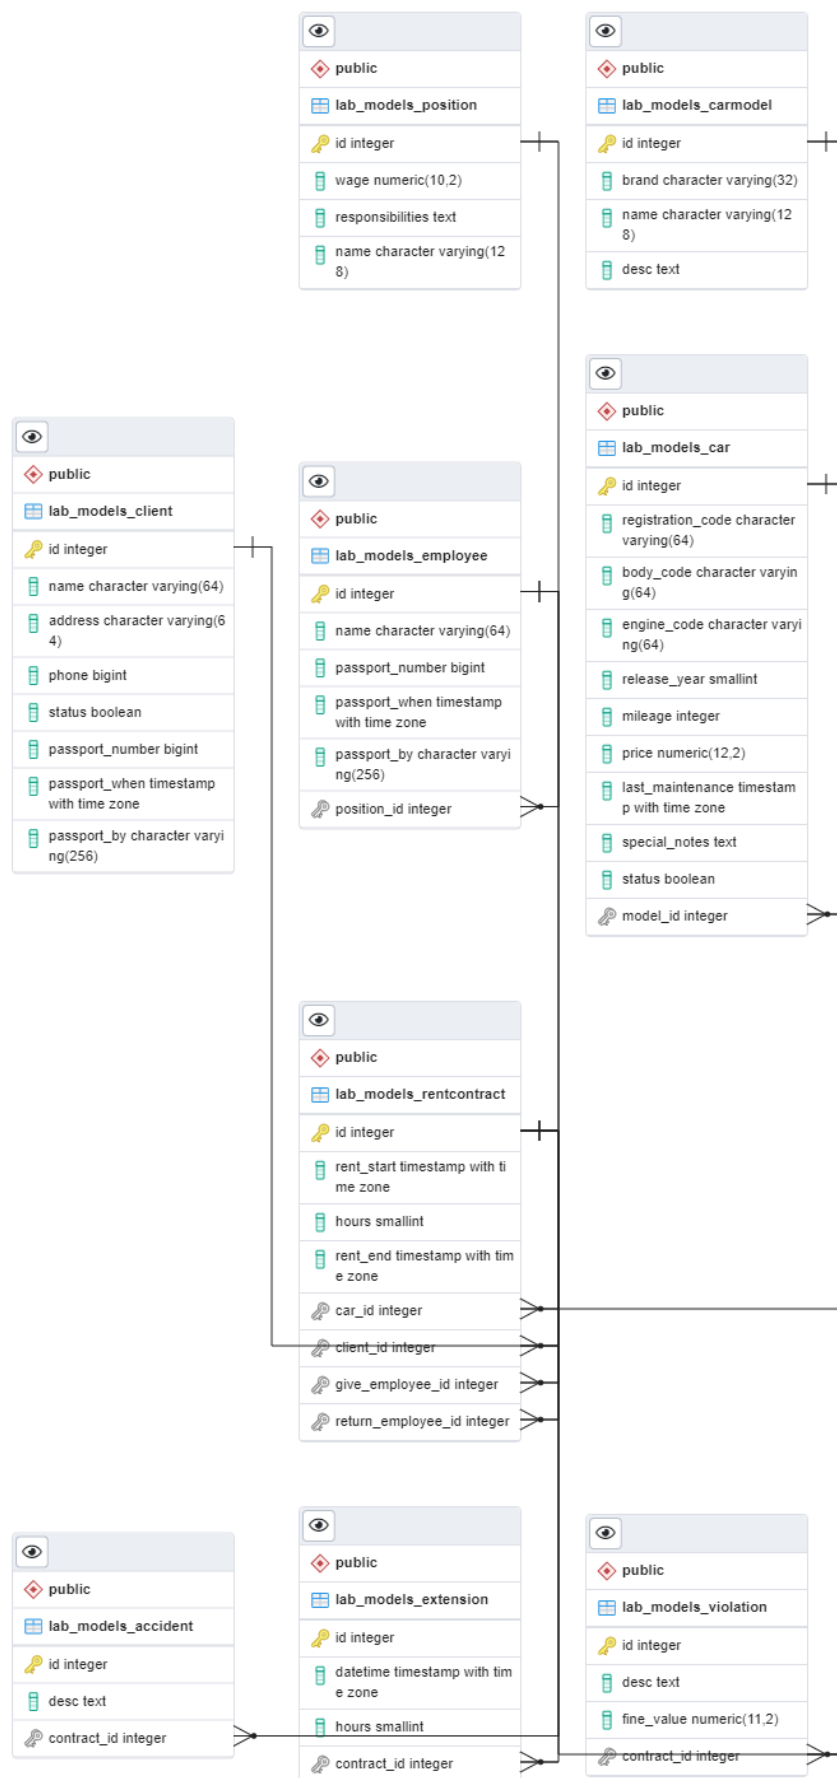 public
lab_models_position
id integer
wage numeric(10,2)
responsibilities text
name character varying(12
8)
public
lab_models_carmodel
id integer
brand character varying(32)
name character varying(12
8)
desc text
public
lab_models_client
id integer
name character varying(64)
address character varying(6
4)
phone bigint
status boolean
passport_number bigint
passport_when timestamp
with time zone
passport_by character varyi
ng(256)
public
lab_models_employee
id integer
name character varying(64)
passport_number bigint
passport_when timestamp
with time zone
passport_by character varyi
ng(256)
position_id integer
public
lab_models_car
id integer
registration_code character
varying(64)
body_code character varyin
g(64)
engine_code character varyi
ng(64)
release_year smallint
mileage integer
price numeric(12,2)
last_maintenance timestam
p with time zone
special_notes text
status boolean
model_id integer
public
lab_models_rentcontract
id integer
rent_start timestamp with ti
me zone
hours smallint
rent_end timestamp with tim
e zone
car_id integer
client_id integer
give_employee_id integer
return_employee_id integer
public
lab_models_accident
id integer
desc text
contract_id integer
public
lab_models_extension
id integer
datetime timestamp with tim
e zone
hours smallint
contract_id integer
public
lab_models_violation
id integer
desc text
fine_value numeric(11,2)
contract_id integer